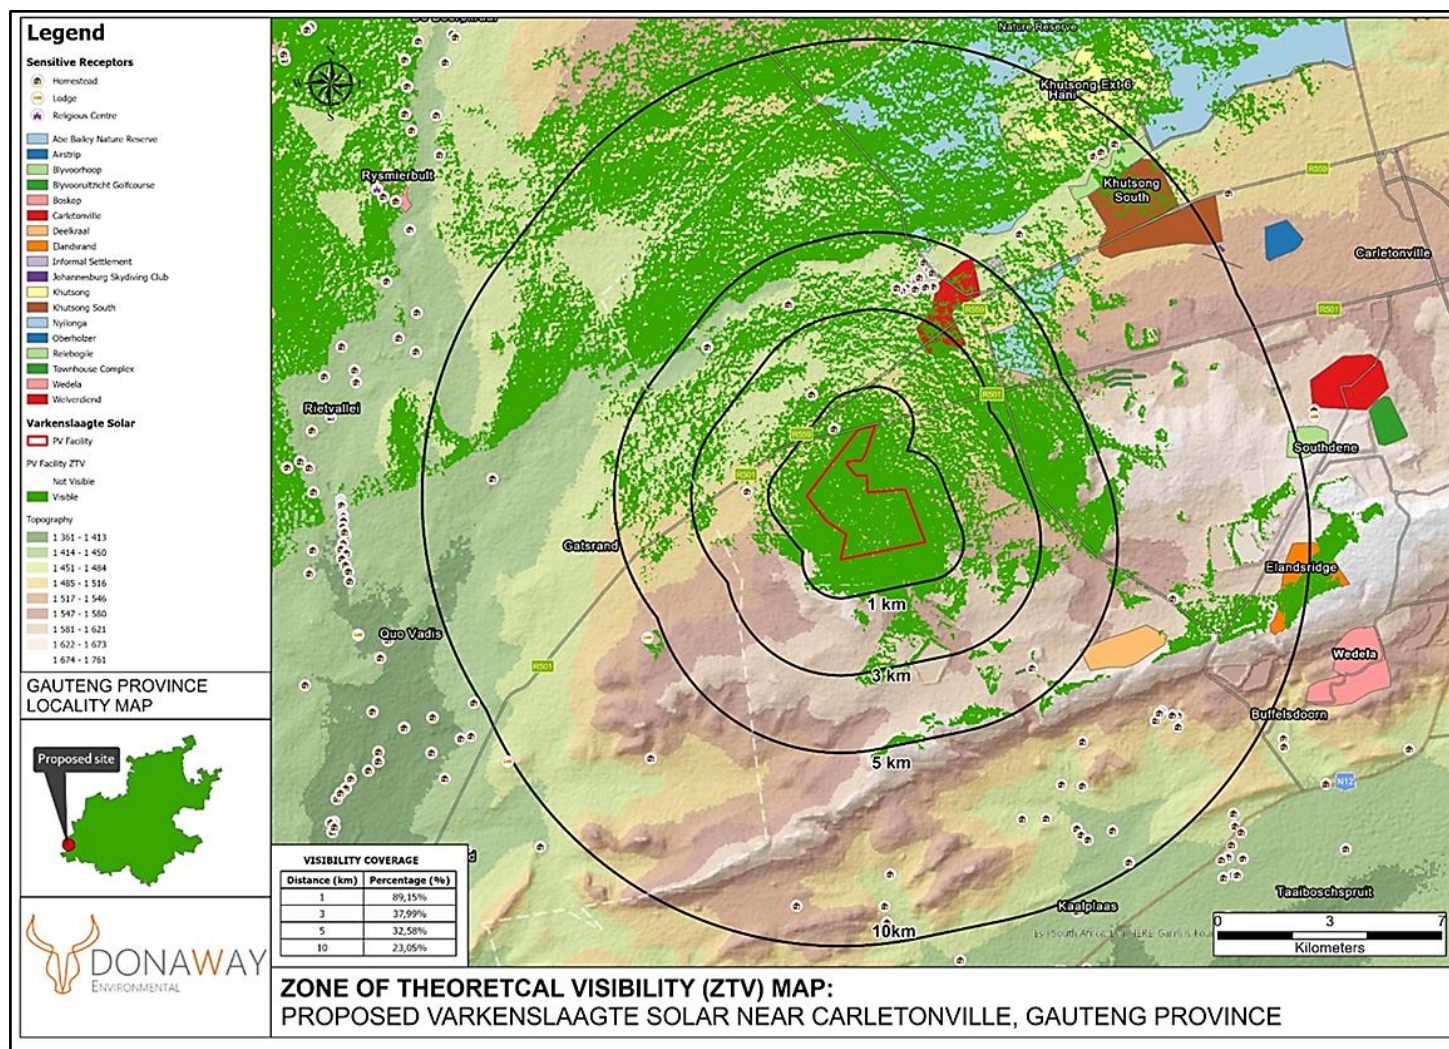 Legend
Sensitive Receptors
Homestead
Lodge
Religious Centre
Abe Bailey Nature Reserve
Airstrip
Blyvoorhoop
Blyvooruitzicht Golfcourse
Boskop
Carletonville
Deelkraal
Elandsrand
Informal Settlement
Johannesburg Skydiving Club
Khutsong
Khutsong South
Nyilonga
Oberholzer
Relebogile
Townhouse Complex
Wedela
Welverdiend
Varkenslaagte Solar
PV Facility
PV Facility ZTV
Not Visible
Visible
Topography
1 361 - 1 413
1 414 - 1 450
1 451 - 1 484
1 485 - 1 516
1 517 - 1 546
1 547 - 1 580
1 581 - 1 621
1 622 - 1 673
1 674 - 1 761
GAUTENG PROVINCE
LOCALITY MAP
Proposed site
DONAWAY
ENVIRONMENTAL
N
S
Nature Reserve
Khutsong Ext 6
Hani
Rysmierbult
Khutsong
South
R559
Carletonville
R559
R501
R501
Rietvallei
R559
R501
Southdene
Gatsrand
Elandsridge
1 km
Quo Vadis
R501
3 km
Wedela
Buffelsdoorn
5 km
N12
Taaiboschspruit
Kaalplaas
10km
VISIBILITY COVERAGE
Distance (km) Percentage (%)
1 89,15%
3 37,99%
5 32,58%
10 23,05%
0 3 7
Kilometers
ZONE OF THEORETCAL VISIBILITY (ZTV) MAP:
PROPOSED VARKENSLAAGTE SOLAR NEAR CARLETONVILLE, GAUTENG PROVINCE